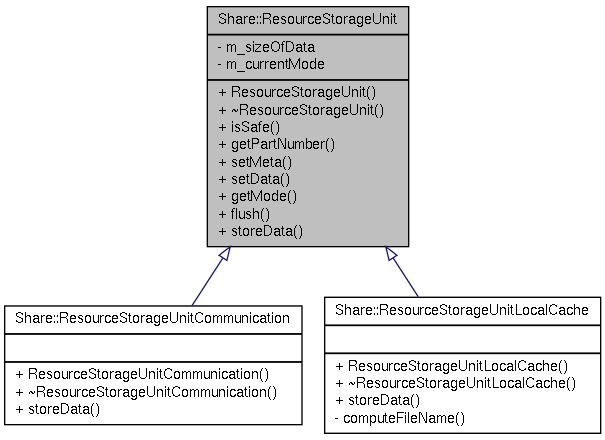 Share::ResourceStorageUnit
- m_sizeOfData
- m_currentMode
+ ResourceStorageUnit()
+ ~ResourceStorageUnit()
+ isSafe()
+ getPartNumber()
+ setMeta()
+ setData()
+ getMode()
+ flush()
+ storeData()
Share::ResourceStorageUnitCommunication
+ ResourceStorageUnitCommunication()
+ ~ResourceStorageUnitCommunication()
+ storeData()
Share::ResourceStorageUnitLocalCache
+ ResourceStorageUnitLocalCache()
+ ~ResourceStorageUnitLocalCache()
+ storeData()
- computeFileName()